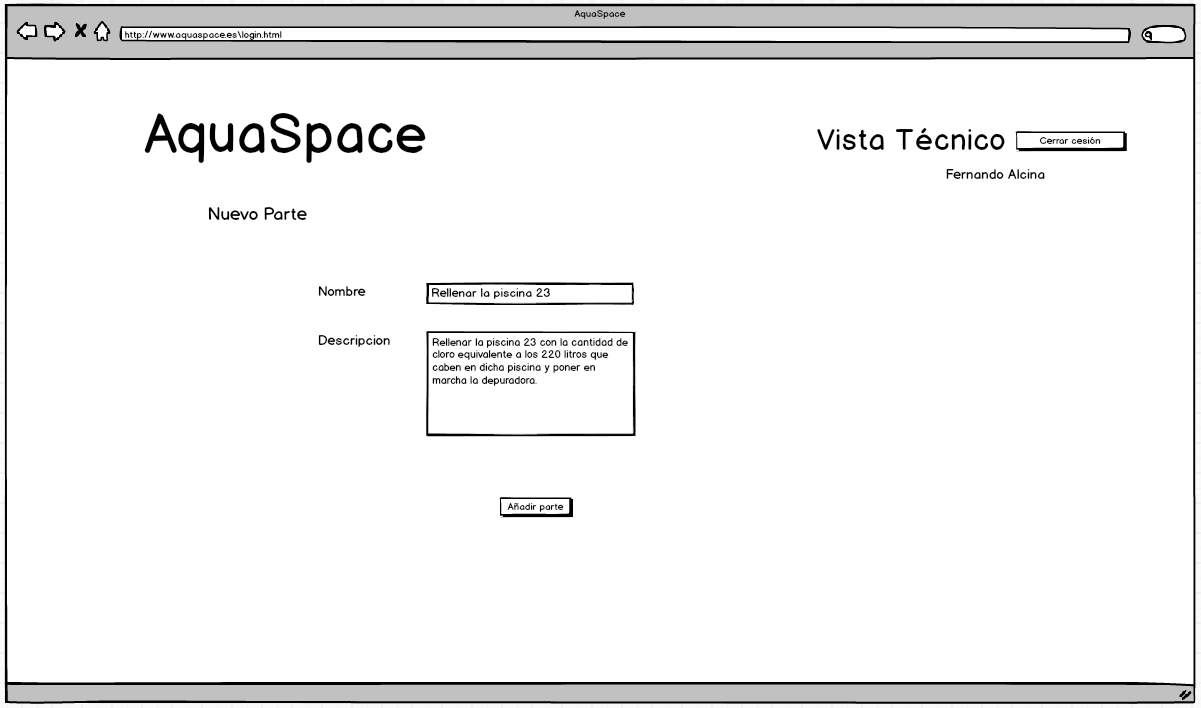 AquaSpace
http://www.aquaspace.es\login.html
AquaSpace
Vista Técnico
Cerrar cesión
Fernando Alcina
Nuevo Parte
Nombre
Rellenar la piscina 23
Descripcion
Rellenar la piscina 23 con la cantidad de
cloro equivalente a los 220 litros que
caben en dicha piscina y poner en
marcha la depuradora.
Añadir parte